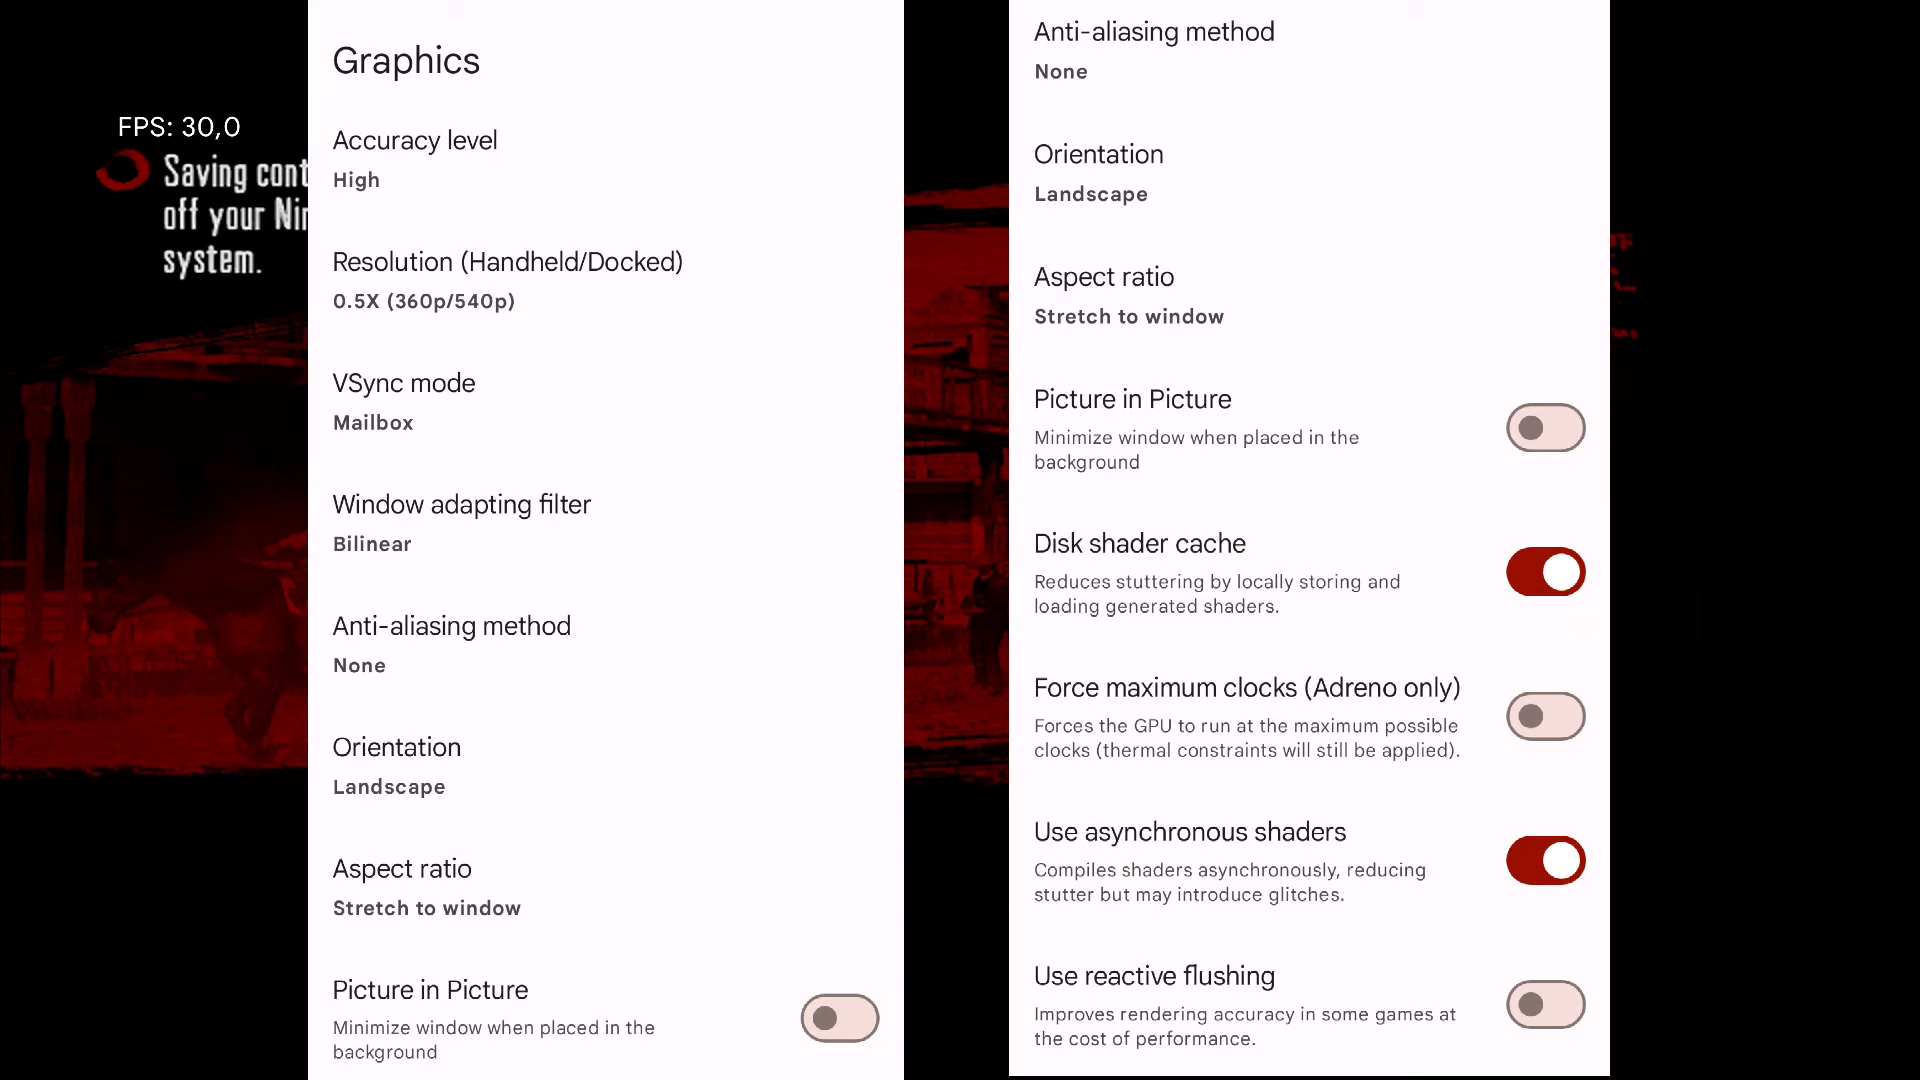 FPS: 30,0
Saving cont
off your Nin
system.
Graphics
Accuracy level
High
Resolution (Handheld/Docked)
0.5X (360p/540p)
VSync mode
Mailbox
Window adapting filter
Bilinear
Anti-aliasing method
None
Orientation
Landscape
Aspect ratio
Stretch to window
Picture in Picture
Minimize window when placed in the
background
Anti-aliasing method
None
Orientation
Landscape
Aspect ratio
Stretch to window
Picture in Picture
Minimize window when placed in the
background
Disk shader cache
Reduces stuttering by locally storing and
loading generated shaders.
Force maximum clocks (Adreno only)
Forces the GPU to run at the maximum possible
clocks (thermal constraints will still be applied).
Use asynchronous shaders
Compiles shaders asynchronously, reducing
stutter but may introduce glitches.
Use reactive flushing
Improves rendering accuracy in some games at
the cost of performance.